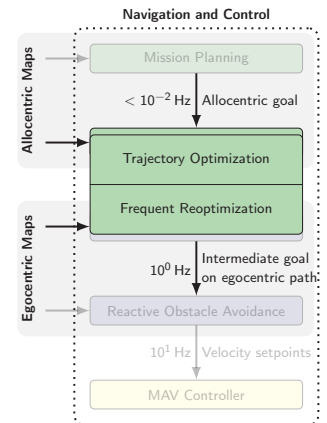 Navigation and Control
Allocentric Maps
Mission Planning
< 10⁻² Hz Allocentric goal
Trajectory Optimization
Frequent Reoptimization
Egocentric Maps
10⁰ Hz Intermediate goal
on egocentric path
Reactive Obstacle Avoidance
10¹ Hz Velocity setpoints
MAV Controller